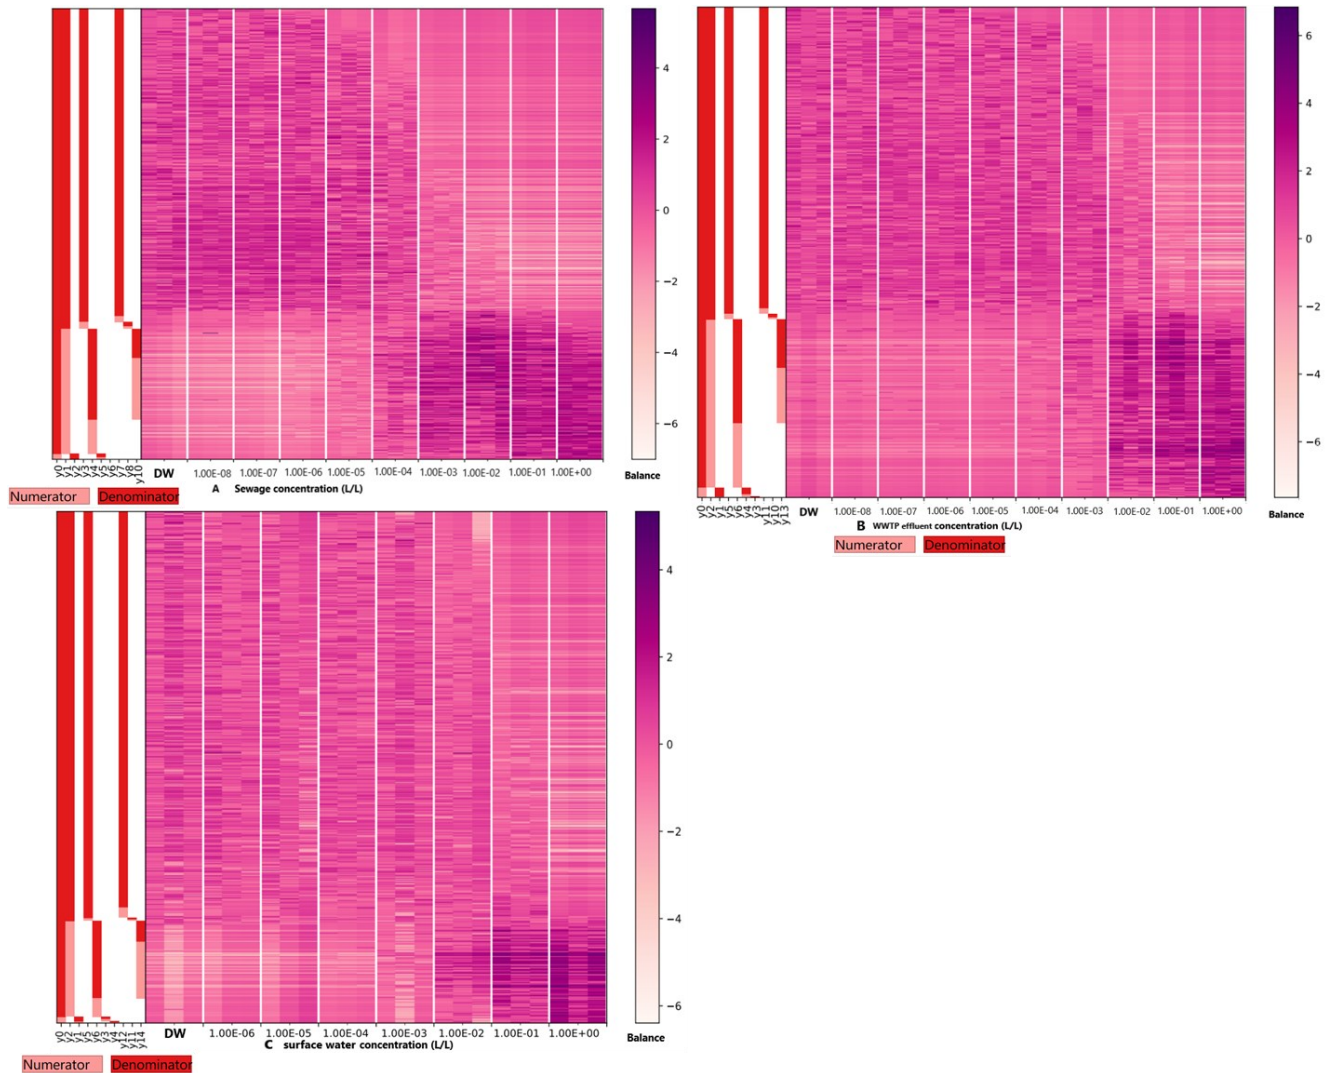 4
2
0
−2
−4
−6
Balance
y0
y1
y2
y3
y4
y5
y6
y7
y8
y10
DW
1.00E-08
1.00E-07
1.00E-06
1.00E-05
1.00E-04
1.00E-03
1.00E-02
1.00E-01
1.00E+00
A Sewage concentration (L/L)
Numerator Denominator
6
4
2
0
−2
−4
−6
Balance
y0
y2
y1
y5
y6
y4
y3
y11
y10
y13
DW
1.00E-08
1.00E-07
1.00E-06
1.00E-05
1.00E-04
1.00E-03
1.00E-02
1.00E-01
1.00E+00
B WWTP effluent concentration (L/L)
Numerator Denominator
4
2
0
−2
−4
−6
Balance
y0
y2
y1
y5
y6
y3
y4
y12
y11
y14
DW
1.00E-06
1.00E-05
1.00E-04
1.00E-03
1.00E-02
1.00E-01
1.00E+00
C surface water concentration (L/L)
Numerator Denominator